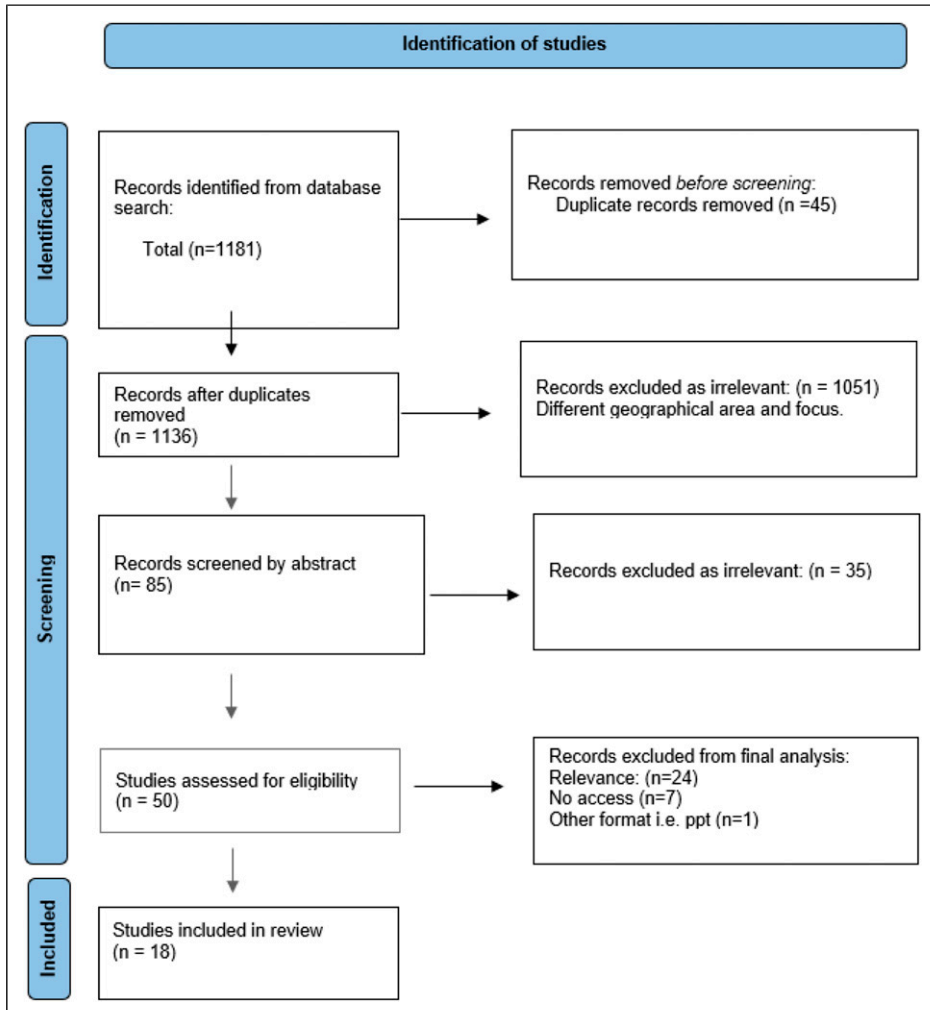 Identification of studies
Identification
Records identified from database
search:
Total (n=1181)
Records removed before screening:
Duplicate records removed (n =45)
Screening
Records after duplicates
removed
(n = 1136)
Records excluded as irrelevant: (n = 1051)
Different geographical area and focus.
Records screened by abstract
(n= 85)
Records excluded as irrelevant: (n = 35)
Studies assessed for eligibility
(n = 50)
Records excluded from final analysis:
Relevance: (n=24)
No access (n=7)
Other format i.e. ppt (n=1)
Included
Studies included in review
(n = 18)